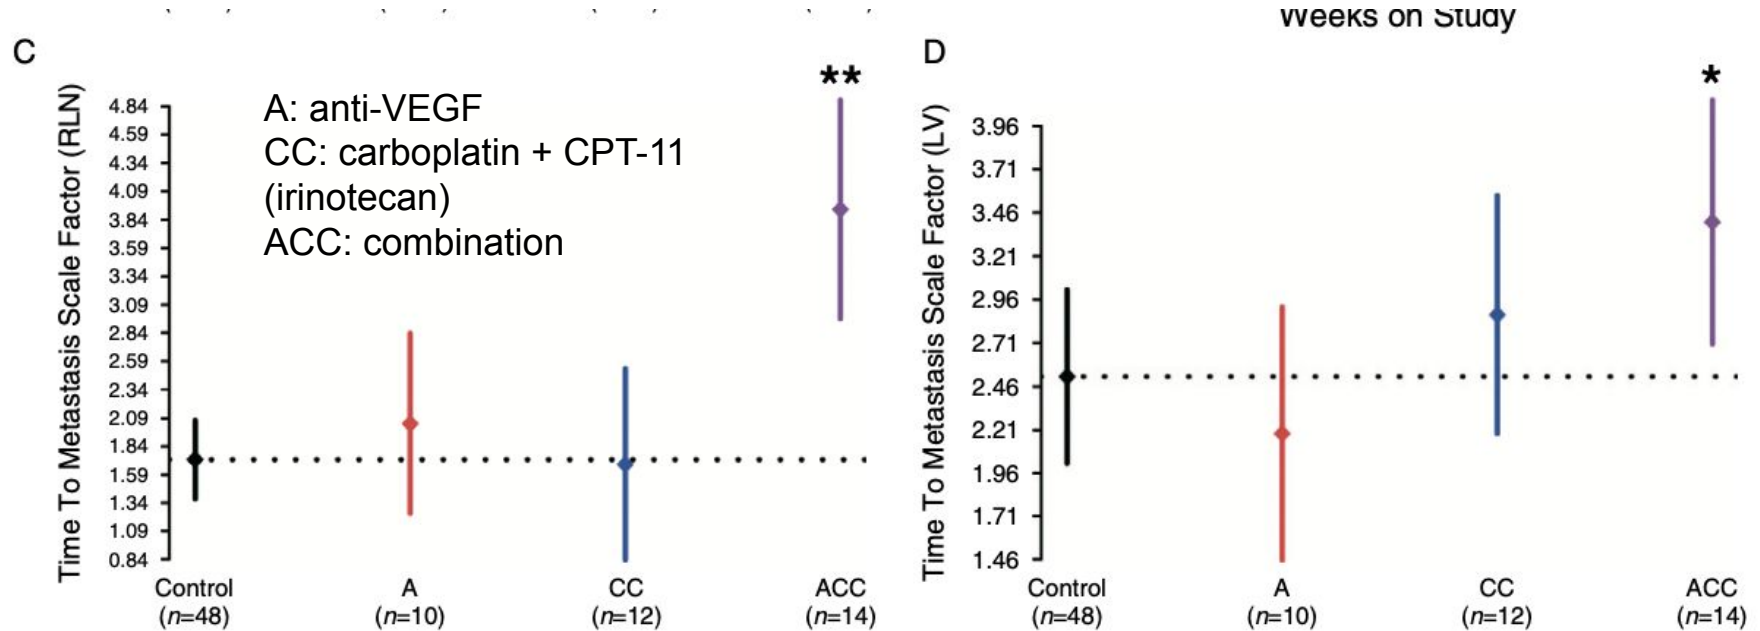 Weeks on Study
C
**
Time To Metastasis Scale Factor (RLN)
4.84
4.59
4.34
4.09
3.84
3.59
3.34
3.09
2.84
2.59
2.34
2.09
1.84
1.59
1.34
1.09
0.84
A: anti-VEGF
CC: carboplatin + CPT-11
(irinotecan)
ACC: combination
Control A CC ACC
(n=48) (n=10) (n=12) (n=14)
D
*
Time To Metastasis Scale Factor (LV)
3.96
3.71
3.46
3.21
2.96
2.71
2.46
2.21
1.96
1.71
1.46
Control A CC ACC
(n=48) (n=10) (n=12) (n=14)